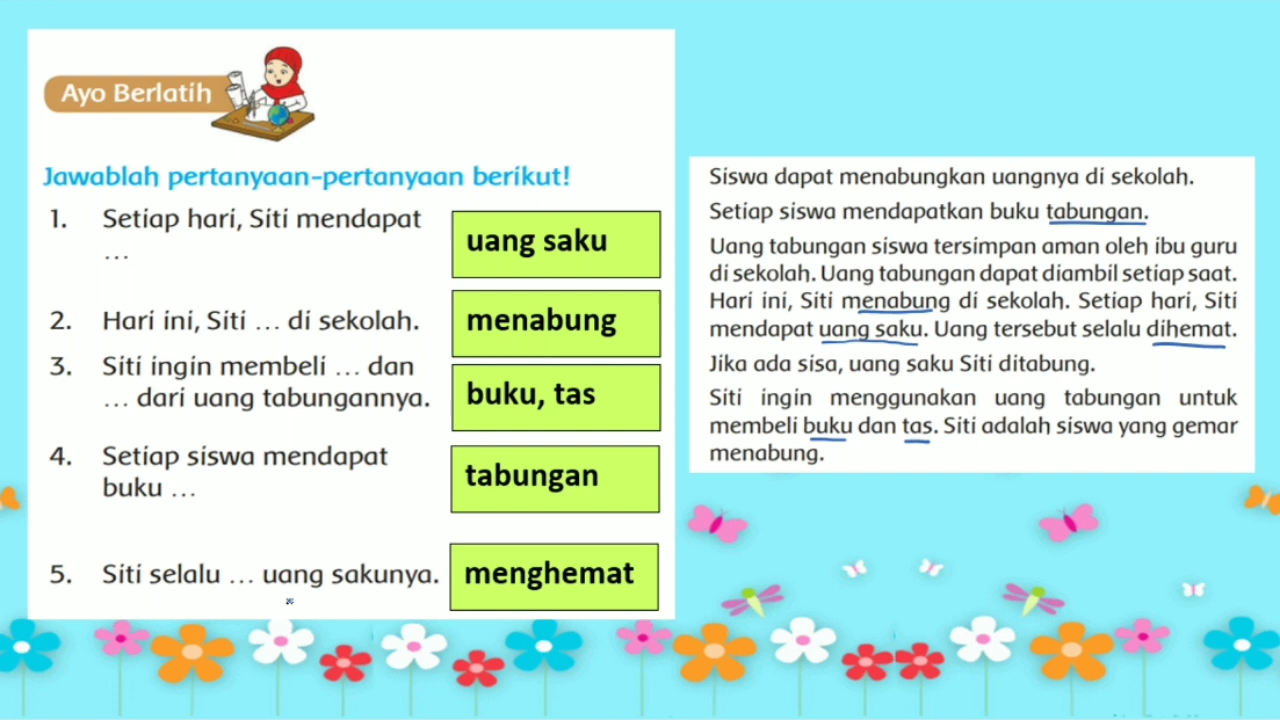 Ayo Berlatih
Jawablah pertanyaan-pertanyaan berikut!
1. Setiap hari, Siti mendapat
...
uang saku
2. Hari ini, Siti ... di sekolah.
menabung
3. Siti ingin membeli ... dan
... dari uang tabungannya.
buku, tas
4. Setiap siswa mendapat
buku ...
tabungan
5. Siti selalu ... uang sakunya.
menghemat
Siswa dapat menabungkan uangnya di sekolah.
Setiap siswa mendapatkan buku tabungan.
Uang tabungan siswa tersimpan aman oleh ibu guru
di sekolah. Uang tabungan dapat diambil setiap saat.
Hari ini, Siti menabung di sekolah. Setiap hari, Siti
mendapat uang saku. Uang tersebut selalu dihemat.
Jika ada sisa, uang saku Siti ditabung.
Siti ingin menggunakan uang tabungan untuk
membeli buku dan tas. Siti adalah siswa yang gemar
menabung.